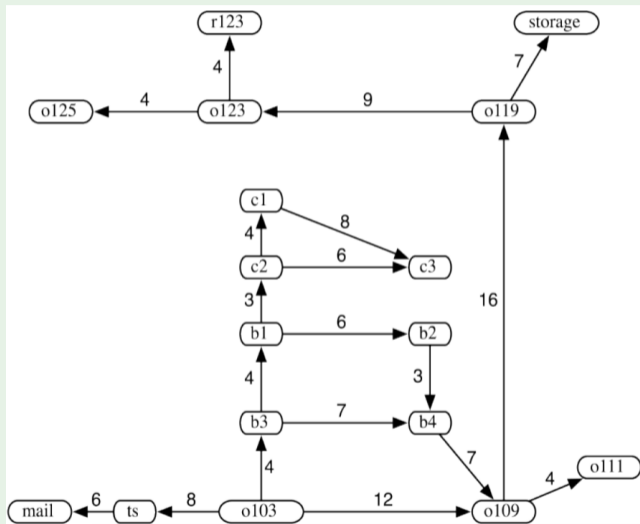 r123 storage
4 7
o125 4 o123 9 o119
c1
4 8
c2 6 c3
3 16
b1 6 b2
4 3
b3 7 b4
4 7 4 o111
mail 6 ts 8 o103 12 o109